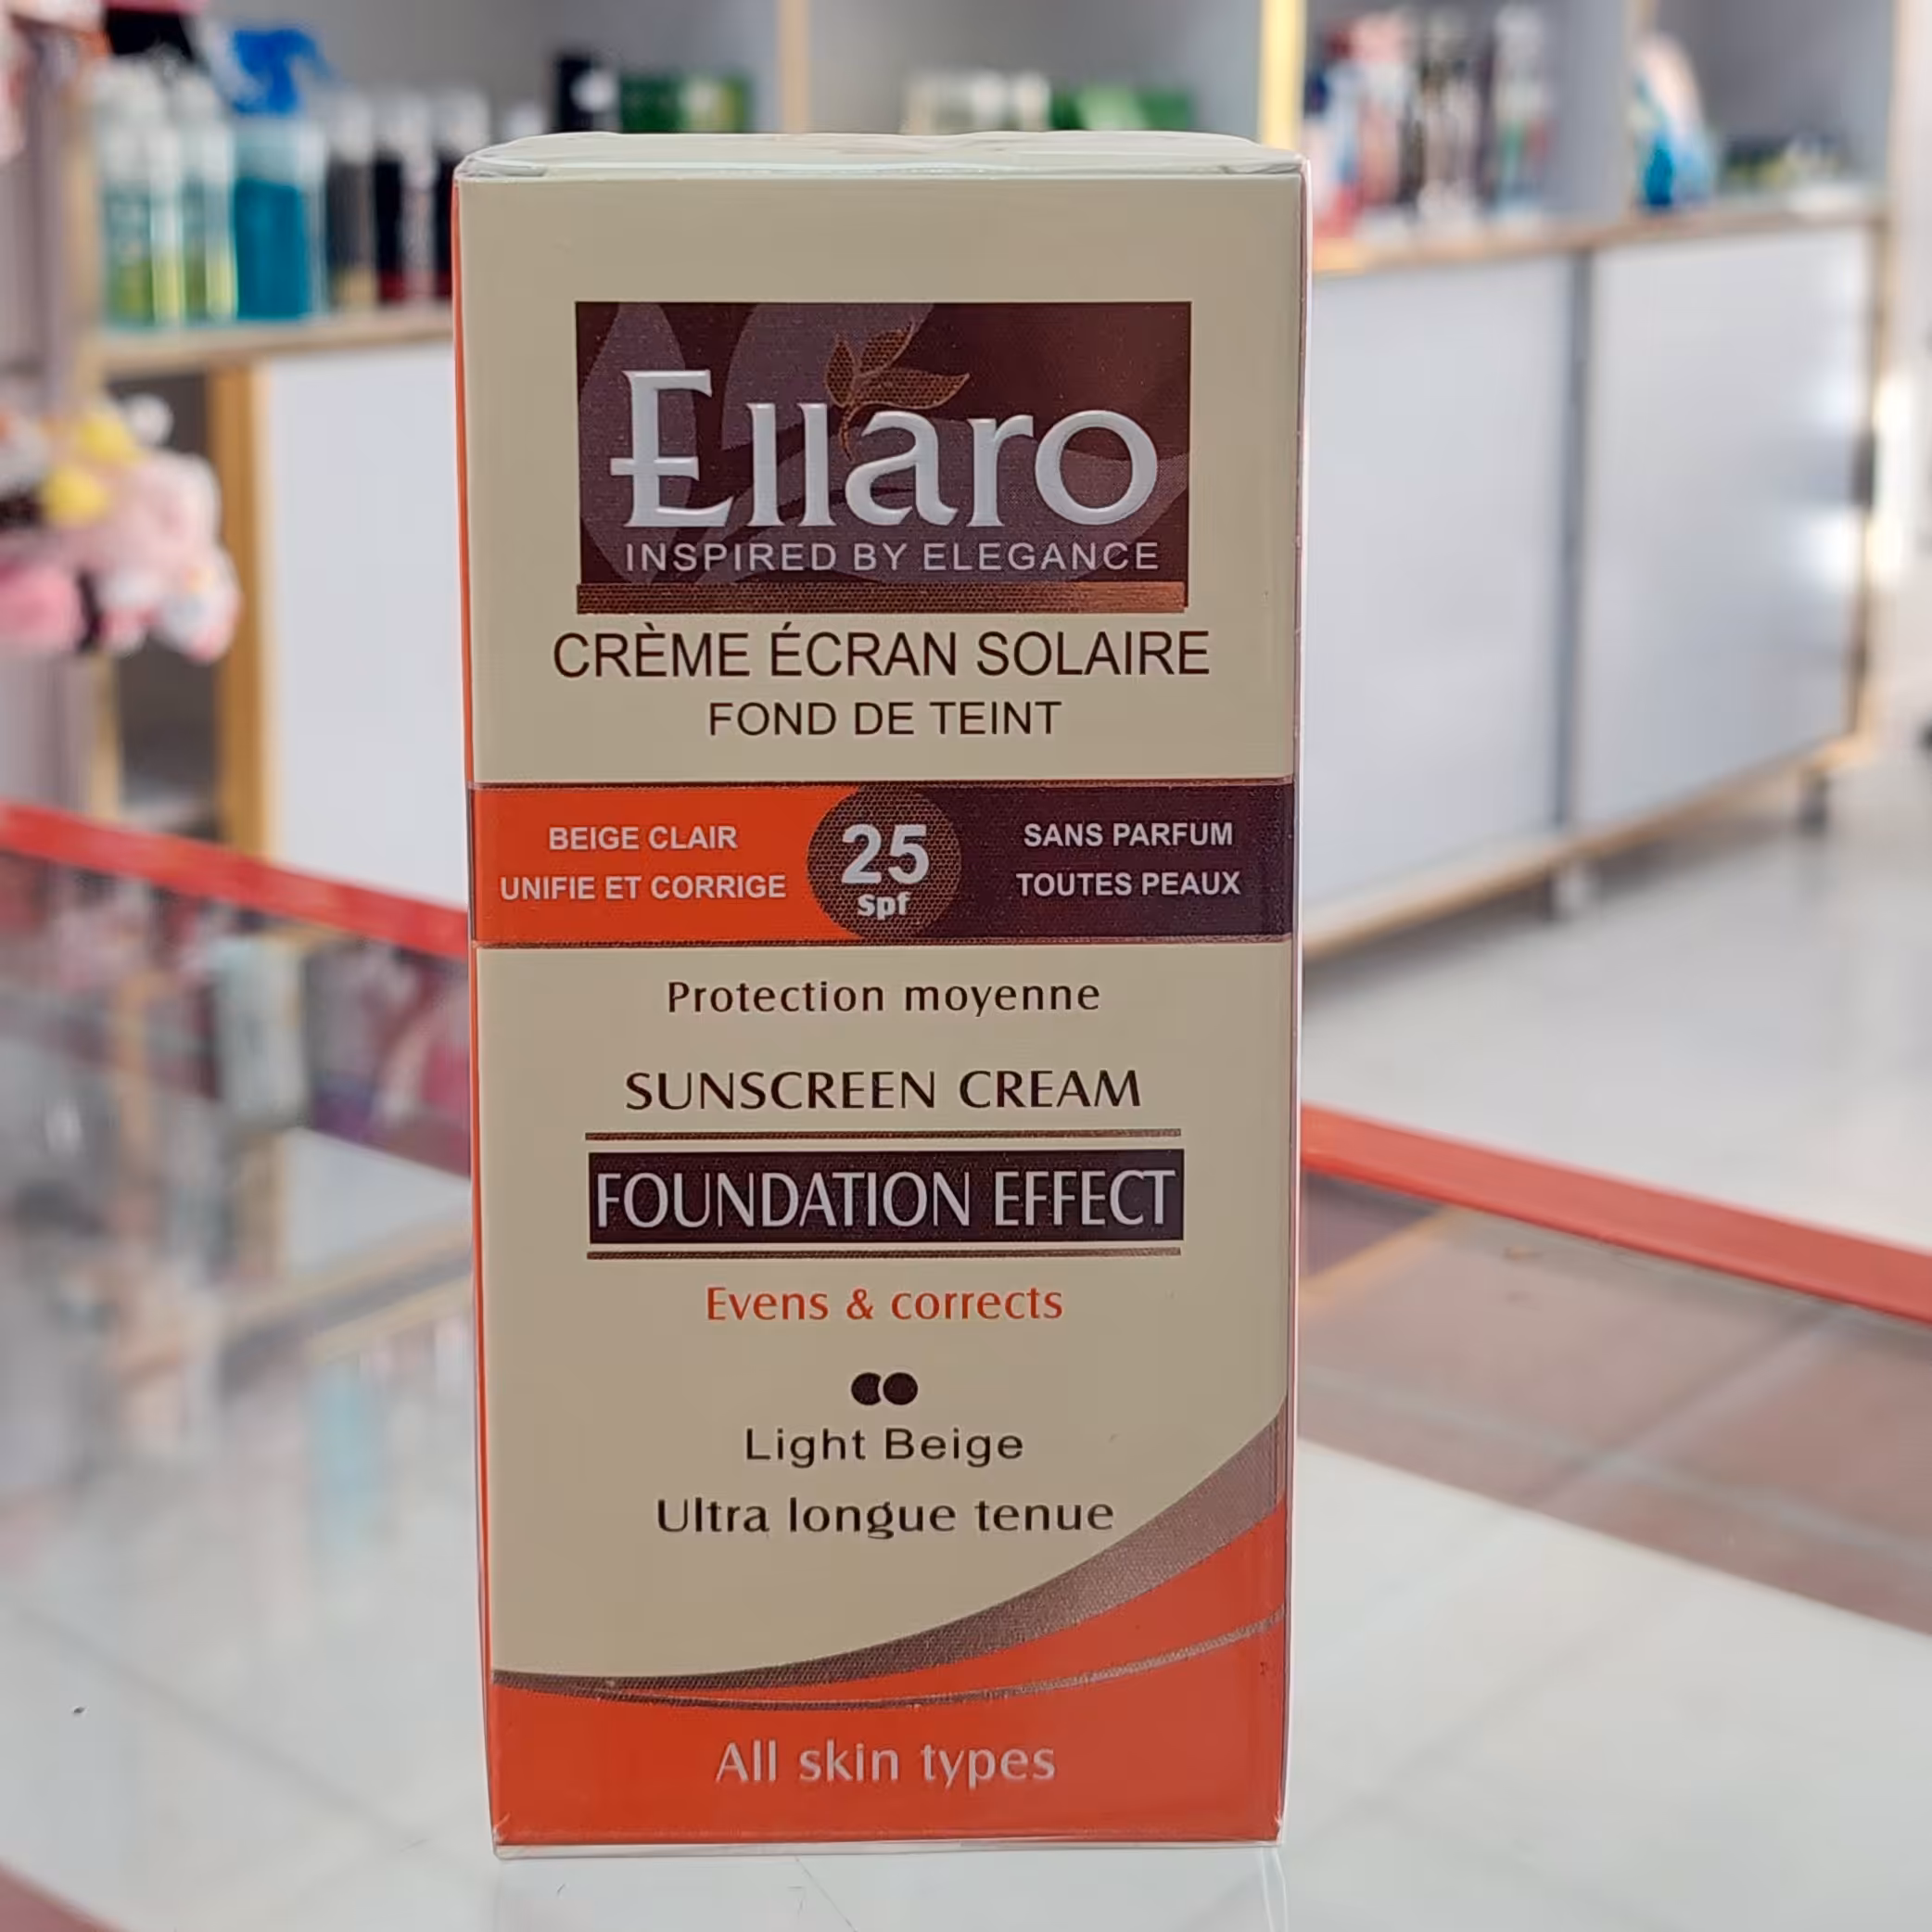 Ellaro
INSPIRED BY ELEGANCE
CRÈME ÉCRAN SOLAIRE
FOND DE TEINT
BEIGE CLAIR
UNIFIE ET CORRIGE
25
spf
SANS PARFUM
TOUTES PEAUX
Protection moyenne
SUNSCREEN CREAM
FOUNDATION EFFECT
Evens & corrects
Light Beige
Ultra longue tenue
All skin types